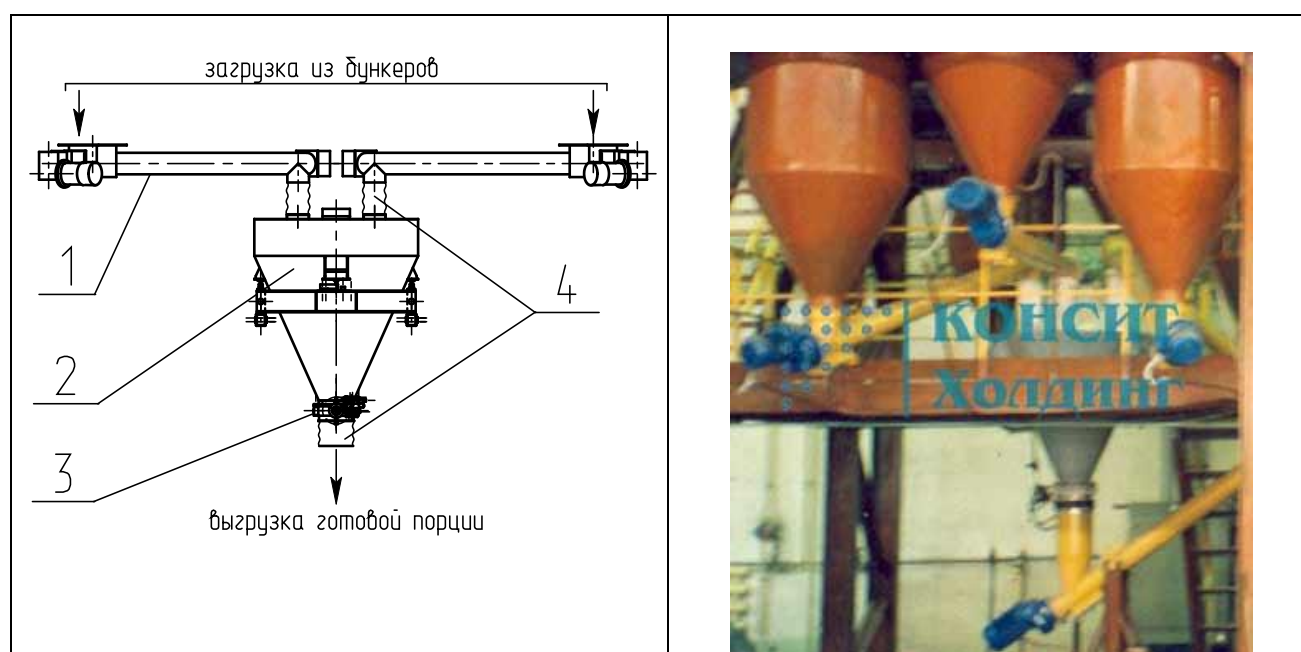 загрузка из бункеров
1
2
3
4
выгрузка готовой порции
КОНСИТ
Холдинг